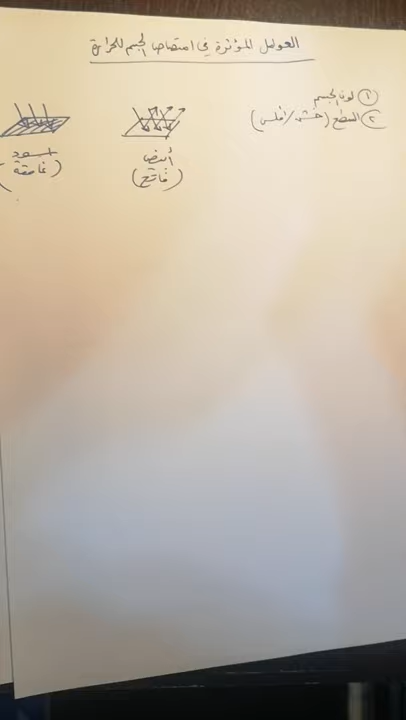 العوامل المؤثرة في امتصاص الجسم للحرارة
① لون الجسم
② السطح (خشن/أملس)
أبيض
(فاتح)
أسود
(غامقة)